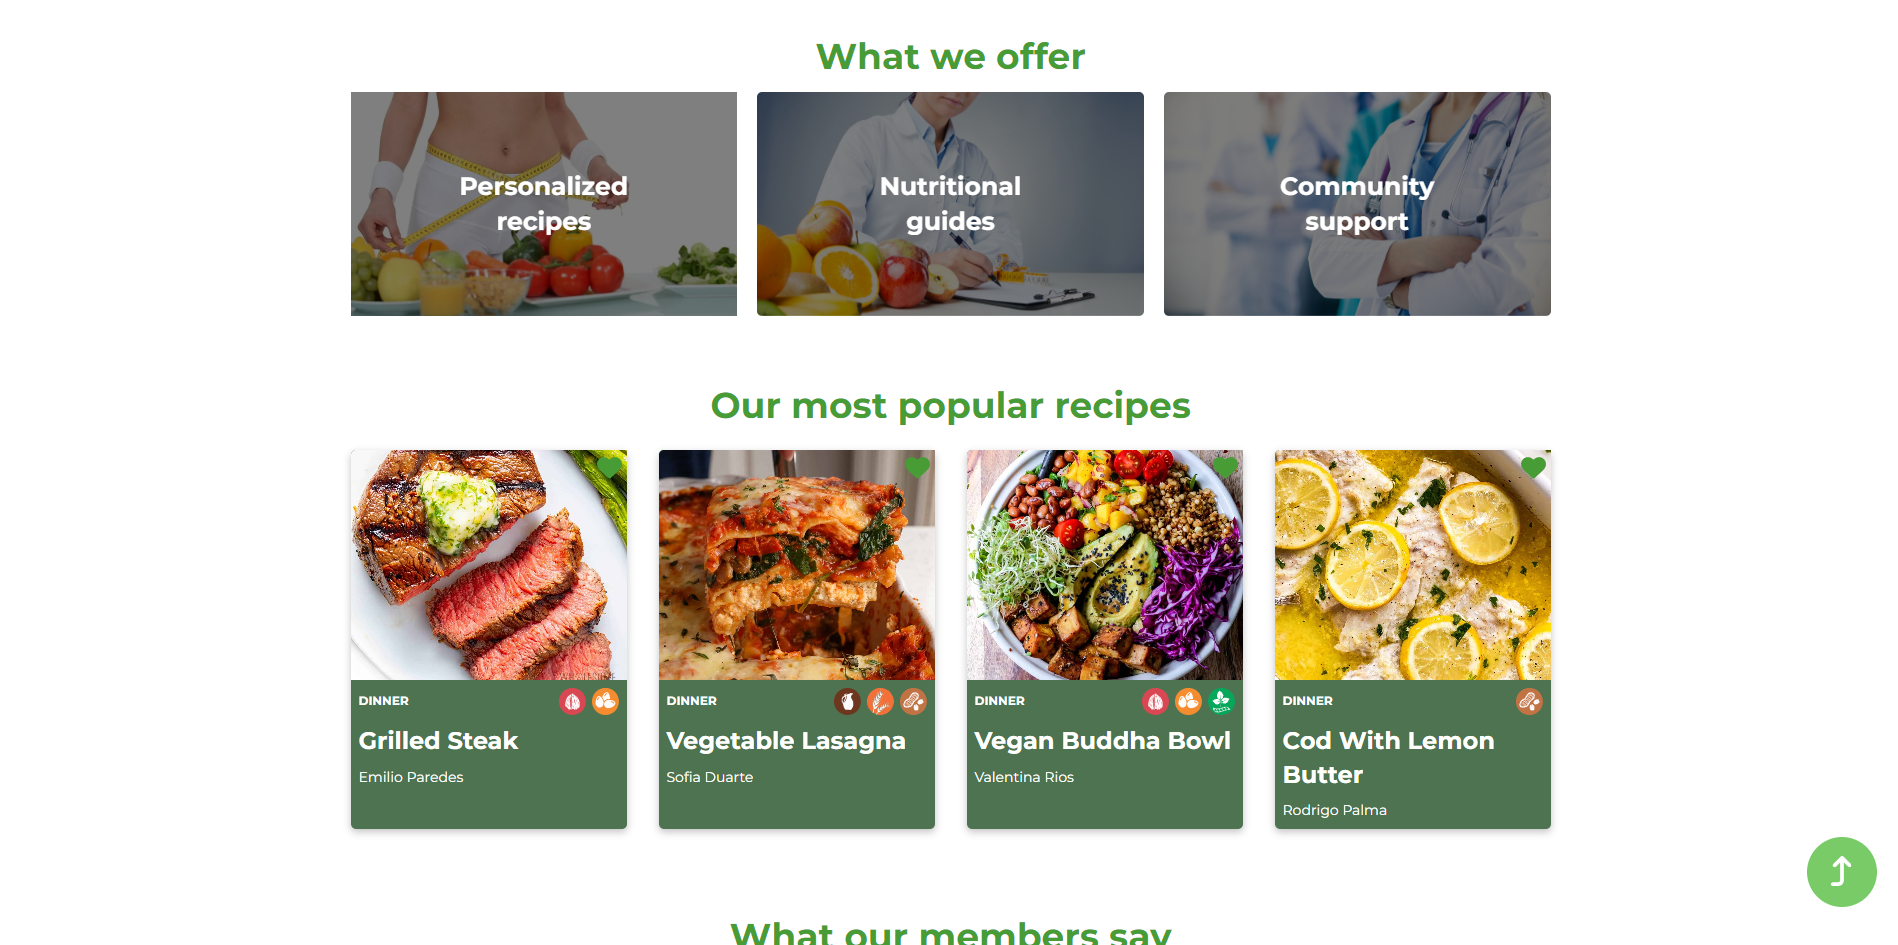 What we offer
Personalized
recipes
Nutritional
guides
Community
support
Our most popular recipes
DINNER
Grilled Steak
Emilio Paredes
DINNER
Vegetable Lasagna
Sofia Duarte
DINNER
Vegan Buddha Bowl
Valentina Rios
DINNER
Cod With Lemon
Butter
Rodrigo Palma
What our members say